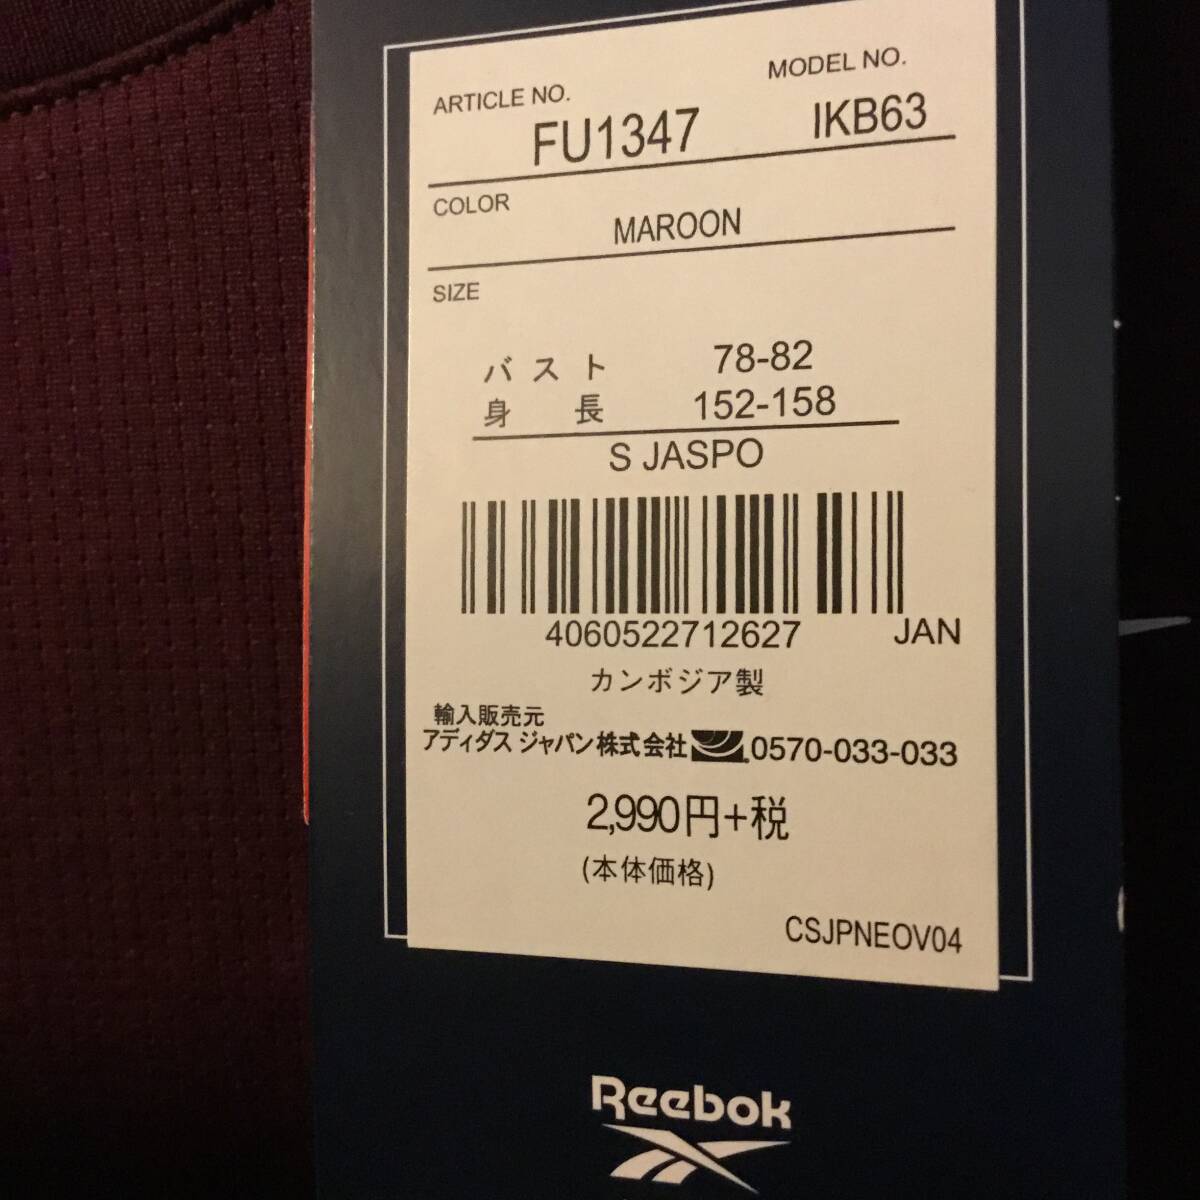 ARTICLE NO. MODEL NO.
FU1347 IKB63
COLOR
MAROON
SIZE
バスト 78-82
身長 152-158
S JASPO
4060522712627 JAN
カンボジア製
輸入販売元
アディダス ジャパン株式会社 0570-033-033
2,990円+税
(本体価格)
CSJPNEOV04
Reebok